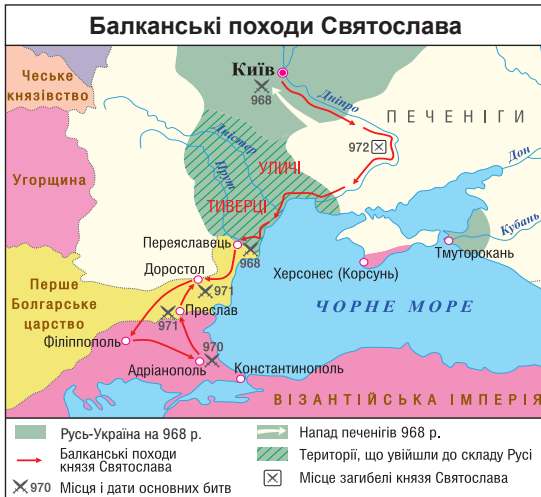 Балканські походи Святослава
Чеське
князівство
Київ
968
Дніпро
ПЕЧЕНІГИ
972
Дністер
Прут
УЛИЧІ
Дон
Угорщина
ТИВЕРЦІ
Кубань
Переяславець
968
Тмуторокань
Доростол
Херсонес (Корсунь)
971
Перше
Болгарське
царство
Преслав
971
ЧОРНЕ МОРЕ
Філіппополь
970
Адріанополь
Константинополь
ВІЗАНТІЙСЬКА ІМПЕРІЯ
Русь-Україна на 968 р.
Балканські походи
князя Святослава
970 Місця і дати основних битв
Напад печенігів 968 р.
Території, що увійшли до складу Русі
Місце загибелі князя Святослава